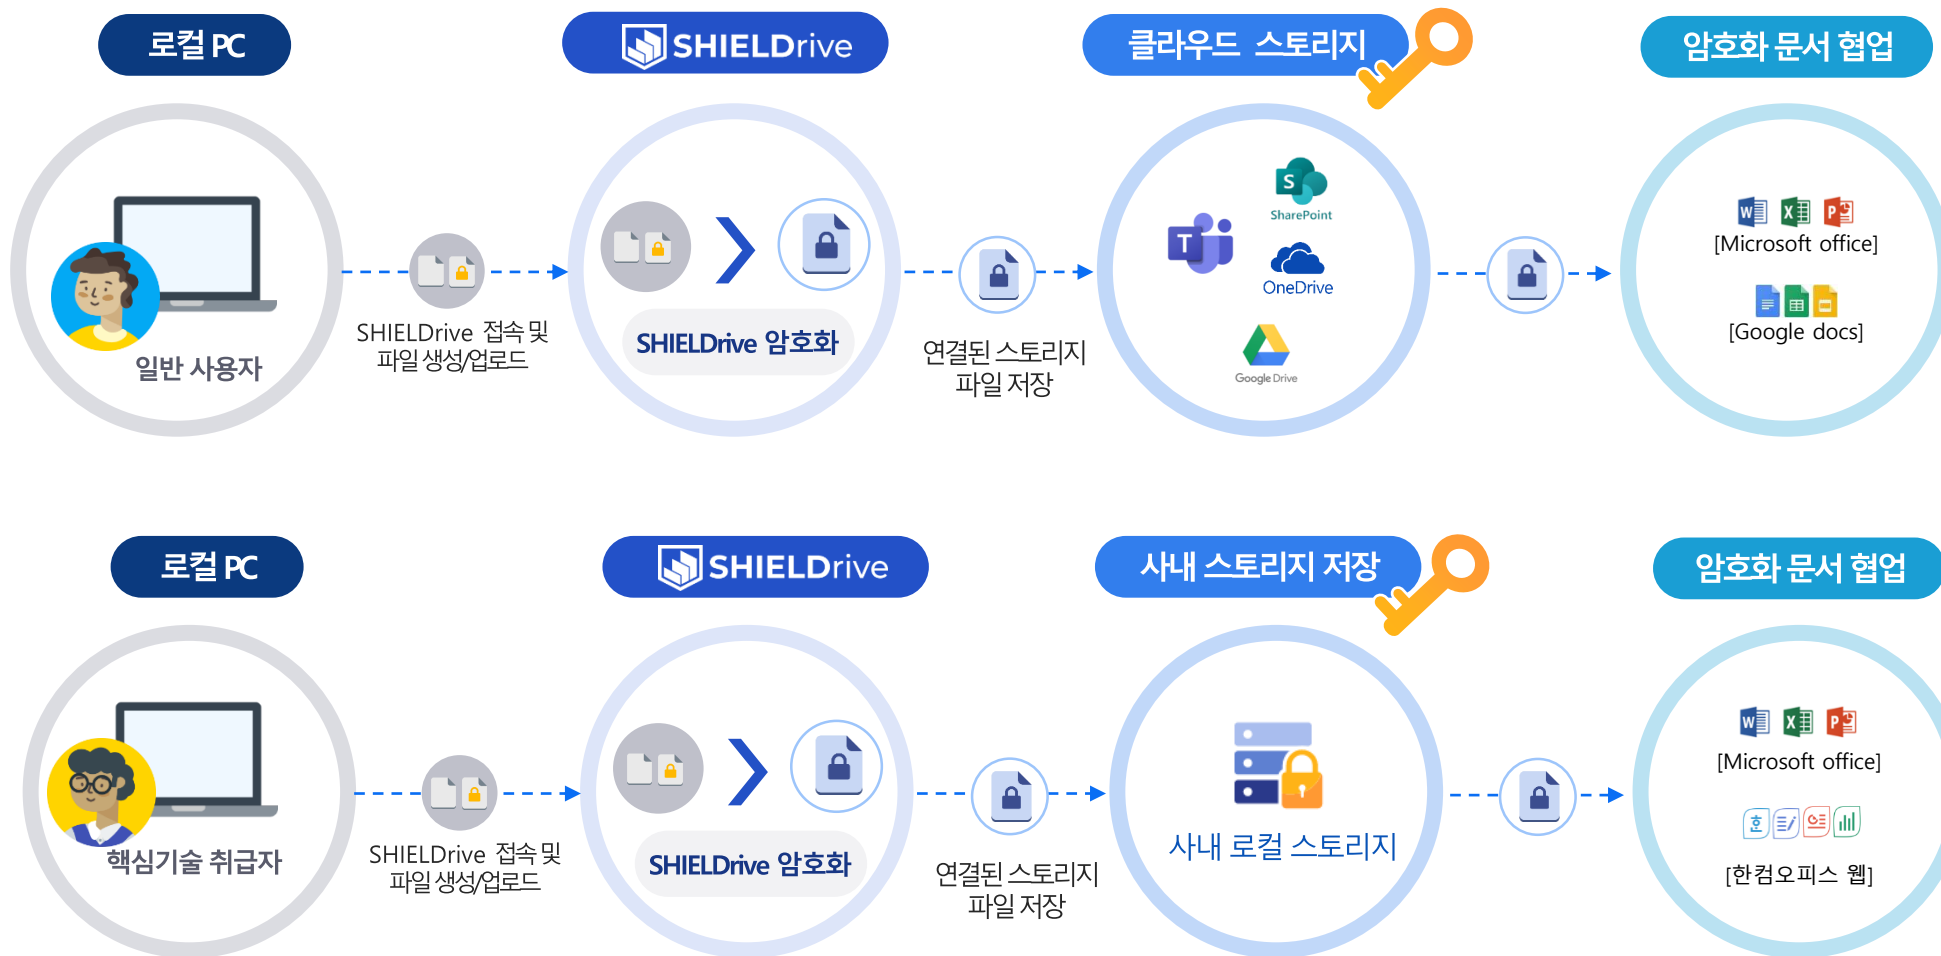 로컬 PC
SHIELDrive
클라우드 스토리지
암호화 문서 협업
일반 사용자
SHIELDrive 접속 및
파일 생성/업로드
SHIELDrive 암호화
연결된 스토리지
파일 저장
S
SharePoint
T
OneDrive
Google Drive
W X P
[Microsoft office]
[Google docs]
로컬 PC
SHIELDrive
사내 스토리지 저장
암호화 문서 협업
핵심기술 취급자
SHIELDrive 접속 및
파일 생성/업로드
SHIELDrive 암호화
연결된 스토리지
파일 저장
사내 로컬 스토리지
W X P
[Microsoft office]
호
[한컴오피스 웹]